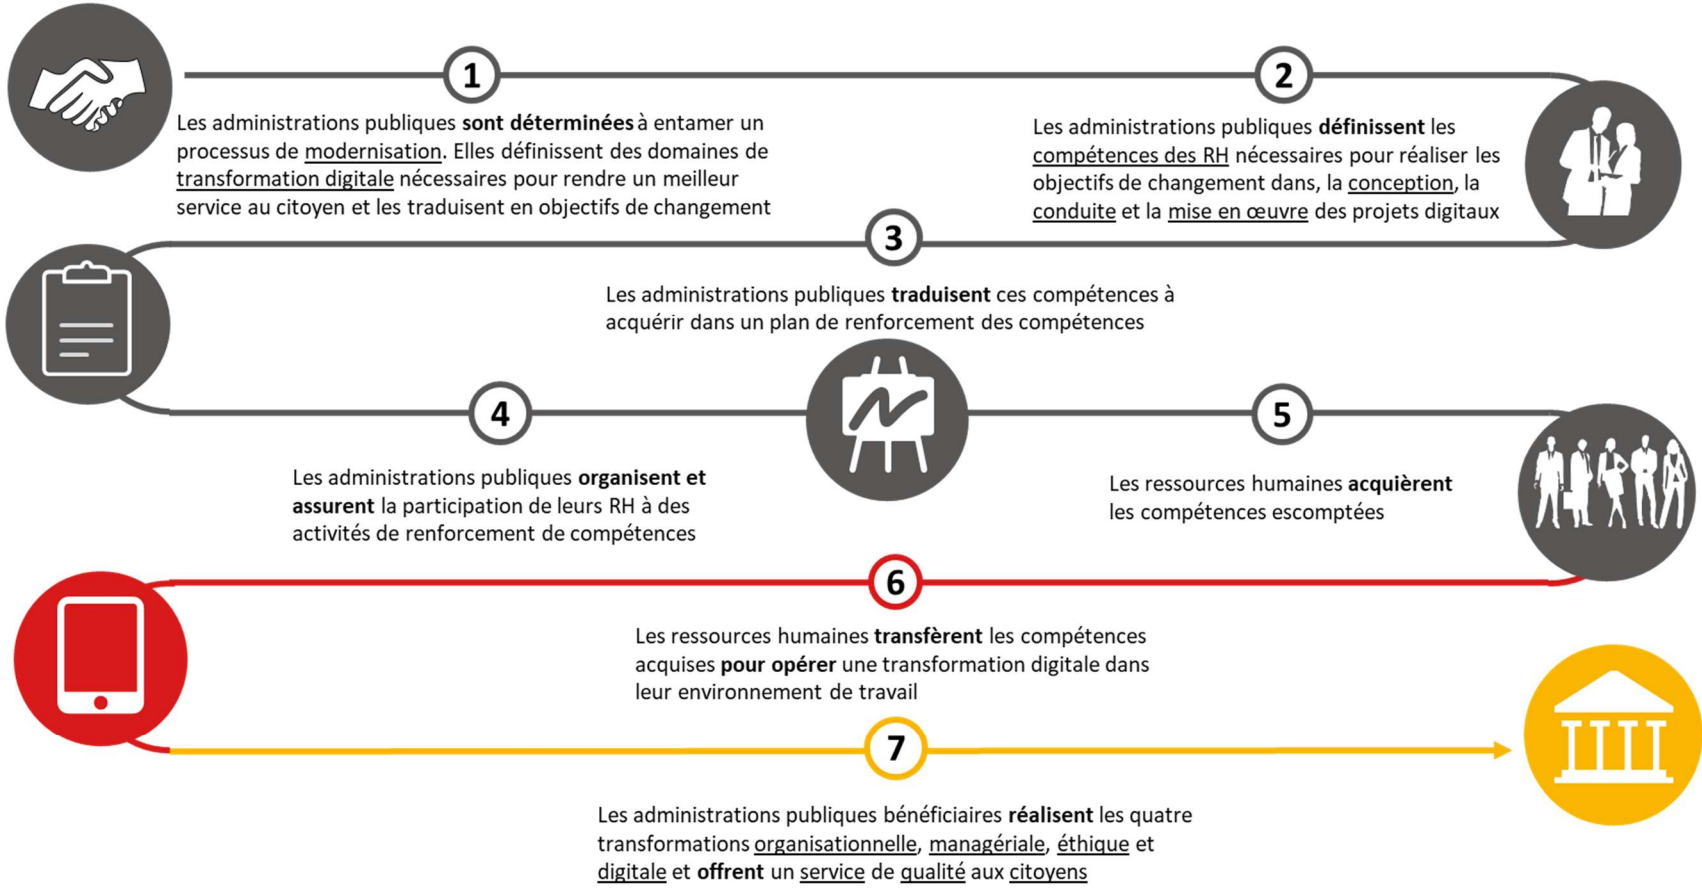 1
Les administrations publiques sont déterminées à entamer un
processus de modernisation. Elles définissent des domaines de
transformation digitale nécessaires pour rendre un meilleur
service au citoyen et les traduisent en objectifs de changement
2
Les administrations publiques définissent les
compétences des RH nécessaires pour réaliser les
objectifs de changement dans, la conception, la
conduite et la mise en œuvre des projets digitaux
3
Les administrations publiques traduisent ces compétences à
acquérir dans un plan de renforcement des compétences
4
Les administrations publiques organisent et
assurent la participation de leurs RH à des
activités de renforcement de compétences
5
Les ressources humaines acquièrent
les compétences escomptées
6
Les ressources humaines transfèrent les compétences
acquises pour opérer une transformation digitale dans
leur environnement de travail
7
Les administrations publiques bénéficiaires réalisent les quatre
transformations organisationnelle, managériale, éthique et
digitale et offrent un service de qualité aux citoyens